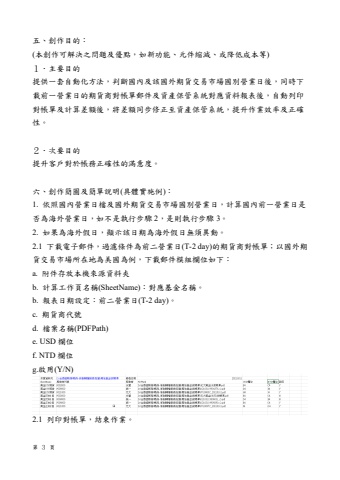 五、創作目的：
(本創作可解決之問題及優點，如新功能、元件縮減、或降低成本等)
１．主要目的
提供一套自動化方法，判斷國內及該國外期貨交易市場國別營業日後，同時下
載前一營業日的期貨商對帳單郵件及資產保管系統對應資料報表後，自動列印
對帳單及計算差額後，將差額同步修正至資產保管系統，提升作業效率及正確
性。
２、次要目的
提升客戶對於帳務正確性的滿意度。
六、創作簡圖及簡單說明(具體實施例)：
1. 依照國內營業日檔及國外期貨交易市場國別營業日，計算國內前一營業日是
否為海外營業日，如不是執行步驟 2，是則執行步驟 3。
2. 如果為海外假日，顯示該日期為海外假日無須異動。
2.1 下載電子郵件，過濾條件為前二營業日(T-2 day)的期貨商對帳單；以國外期
貨交易市場所在地為美國為例，下載郵件模組欄位如下：
a. 附件存放本機來源資料夾
b. 計算工作頁名稱(SheetName)：對應基金名稱。
b. 報表日期設定：前二營業日(T-2 day)。
c. 期貨商代號
d. 檔案名稱(PDFPath)
e. USD 欄位
f. NTD 欄位
g.啟用(Y/N)
2.1 列印對帳單，結束作業。
第 3 頁